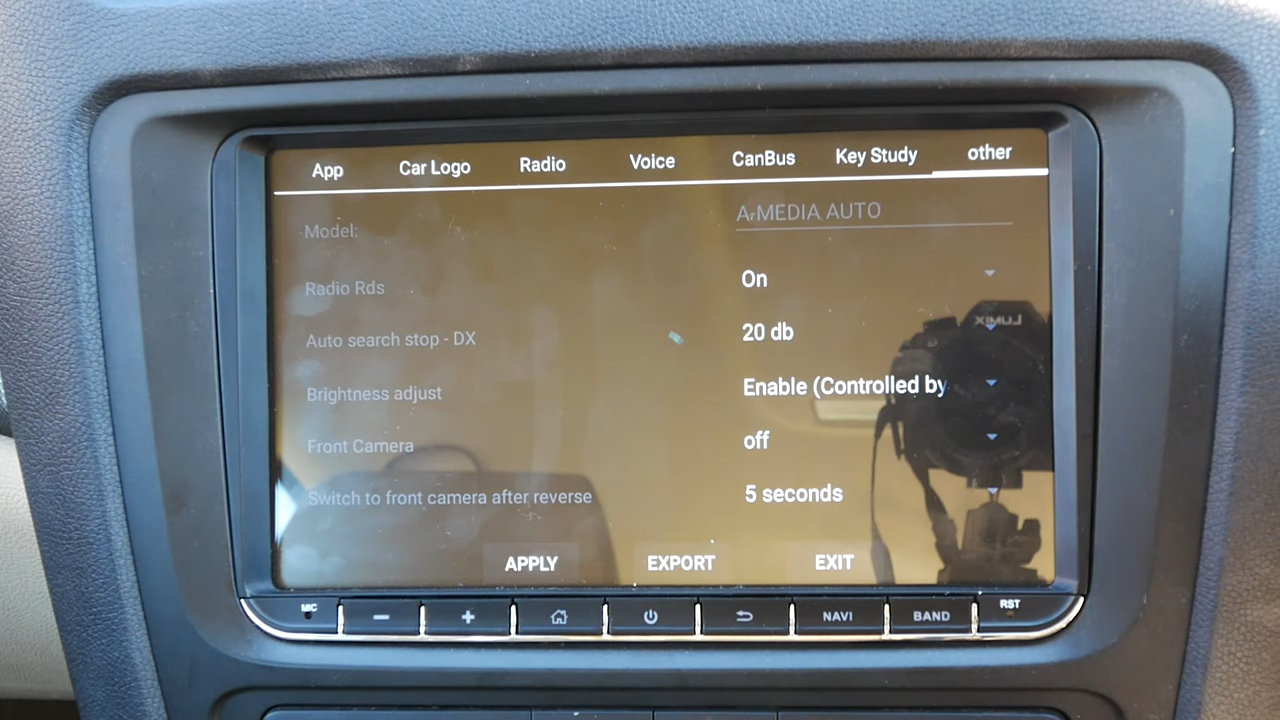 App Car Logo Radio Voice CanBus Key Study other
Model: ArMEDIA AUTO
Radio Rds On
Auto search stop - DX 20 db
Brightness adjust Enable (Controlled by
Front Camera off
Switch to front camera after reverse 5 seconds
APPLY EXPORT EXIT
MIC NAVI BAND RST
LUMIX